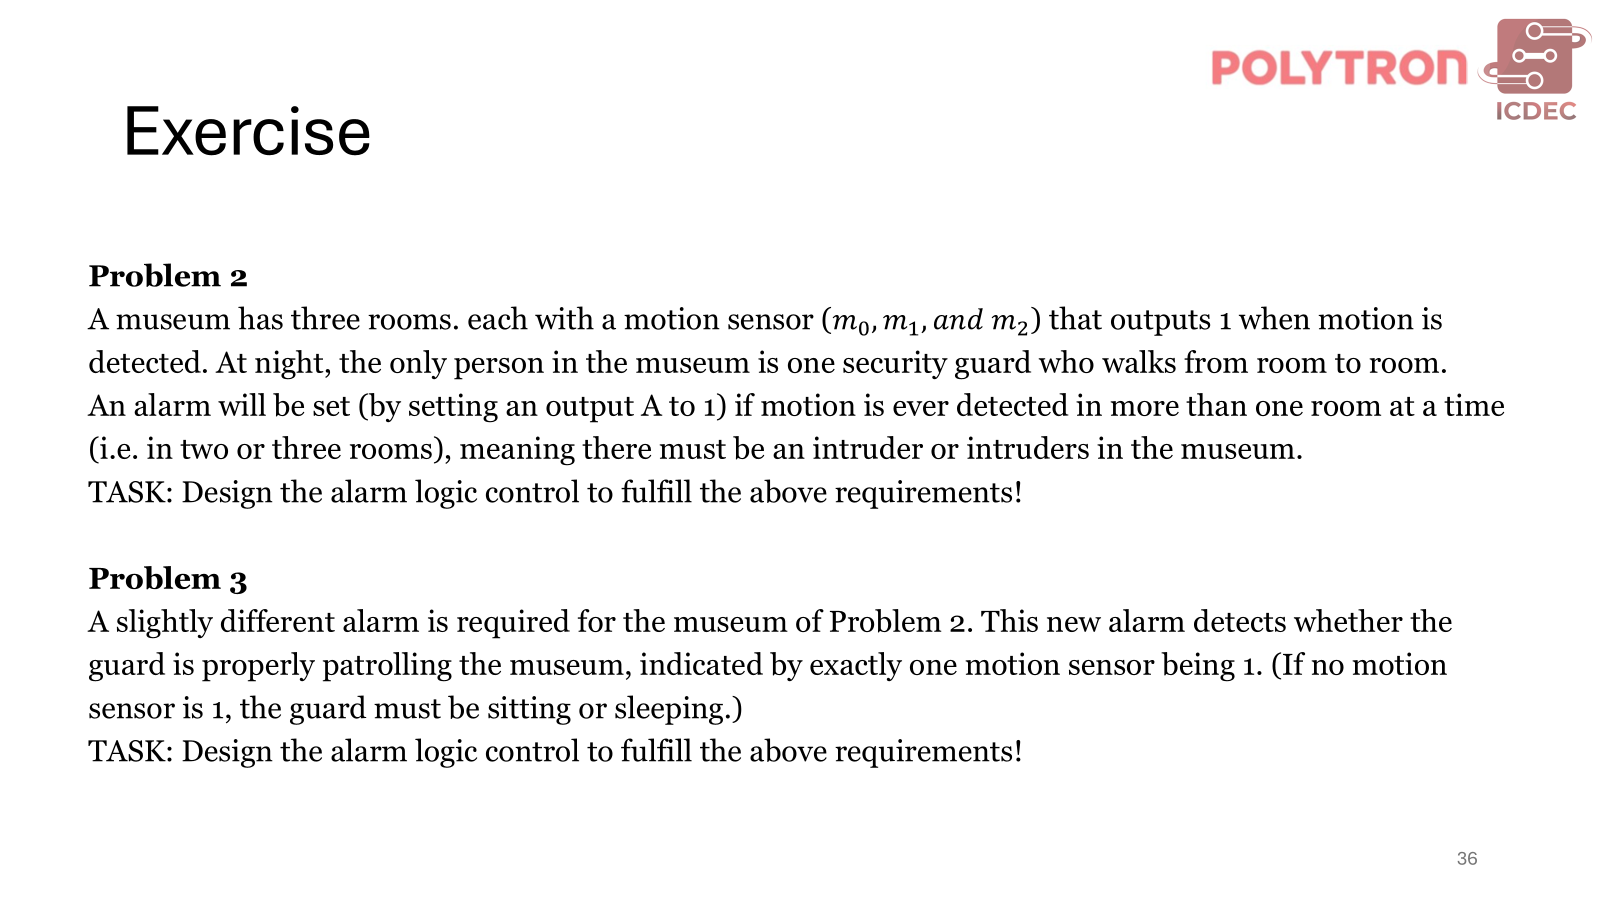 POLYTRON
ICDEC
Exercise
Problem 2
A museum has three rooms. each with a motion sensor (m₀, m₁, and m₂) that outputs 1 when motion is
detected. At night, the only person in the museum is one security guard who walks from room to room.
An alarm will be set (by setting an output A to 1) if motion is ever detected in more than one room at a time
(i.e. in two or three rooms), meaning there must be an intruder or intruders in the museum.
TASK: Design the alarm logic control to fulfill the above requirements!
Problem 3
A slightly different alarm is required for the museum of Problem 2. This new alarm detects whether the
guard is properly patrolling the museum, indicated by exactly one motion sensor being 1. (If no motion
sensor is 1, the guard must be sitting or sleeping.)
TASK: Design the alarm logic control to fulfill the above requirements!
36